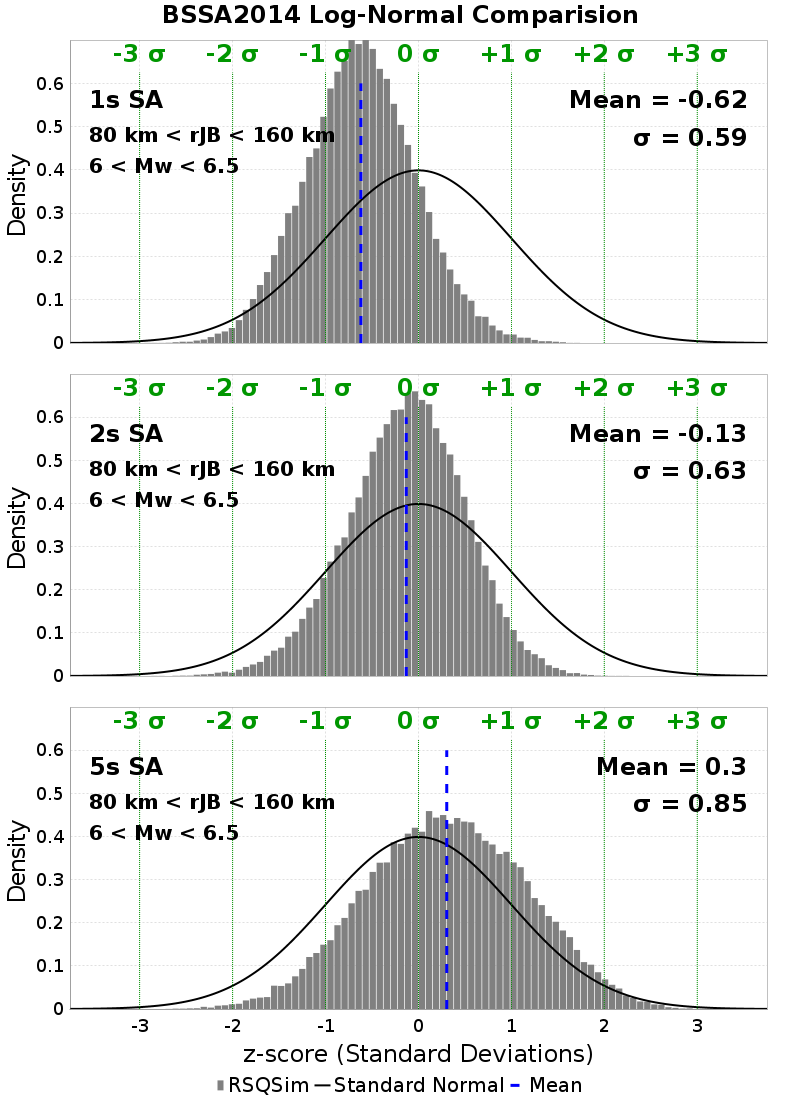 BSSA2014 Log-Normal Comparision
-3 σ -2 σ -1 σ 0 σ +1 σ +2 σ +3 σ
1s SA
Mean = -0.62
80 km < rJB < 160 km
σ = 0.59
6 < Mw < 6.5
Density
0.6
0.5
0.4
0.3
0.2
0.1
0
-3 σ -2 σ -1 σ 0 σ +1 σ +2 σ +3 σ
2s SA
Mean = -0.13
80 km < rJB < 160 km
σ = 0.63
6 < Mw < 6.5
Density
0.6
0.5
0.4
0.3
0.2
0.1
0
-3 σ -2 σ -1 σ 0 σ +1 σ +2 σ +3 σ
5s SA
Mean = 0.3
80 km < rJB < 160 km
σ = 0.85
6 < Mw < 6.5
Density
0.6
0.5
0.4
0.3
0.2
0.1
0
-3 -2 -1 0 1 2 3
z-score (Standard Deviations)
RSQSim Standard Normal Mean